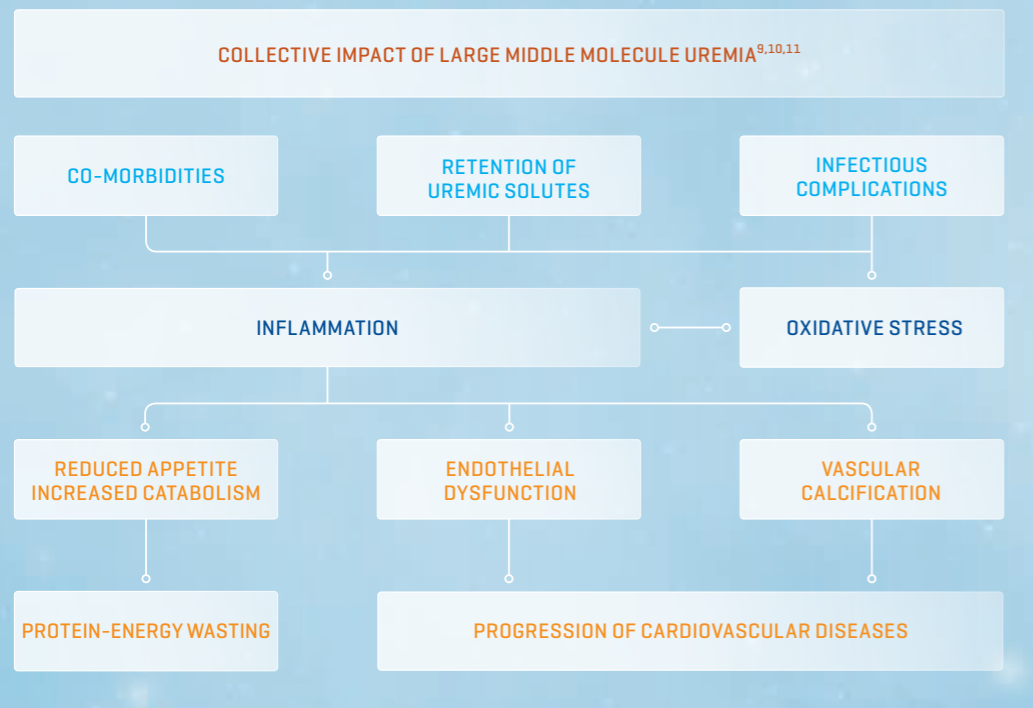 COLLECTIVE IMPACT OF LARGE MIDDLE MOLECULE UREMIA9,10,11
CO-MORBIDITIES
RETENTION OF
UREMIC SOLUTES
INFECTIOUS
COMPLICATIONS
INFLAMMATION
OXIDATIVE STRESS
REDUCED APPETITE
INCREASED CATABOLISM
ENDOTHELIAL
DYSFUNCTION
VASCULAR
CALCIFICATION
PROTEIN-ENERGY WASTING
PROGRESSION OF CARDIOVASCULAR DISEASES